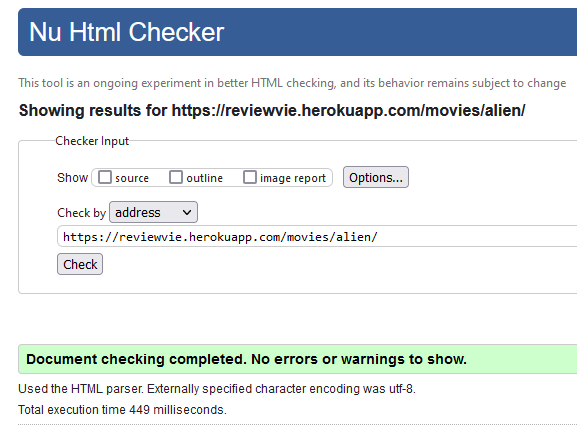 Nu Html Checker
This tool is an ongoing experiment in better HTML checking, and its behavior remains subject to change
Showing results for https://reviewvie.herokuapp.com/movies/alien/
Checker Input
Show source outline image report Options...
Check by address
https://reviewvie.herokuapp.com/movies/alien/
Check
Document checking completed. No errors or warnings to show.
Used the HTML parser. Externally specified character encoding was utf-8.
Total execution time 449 milliseconds.